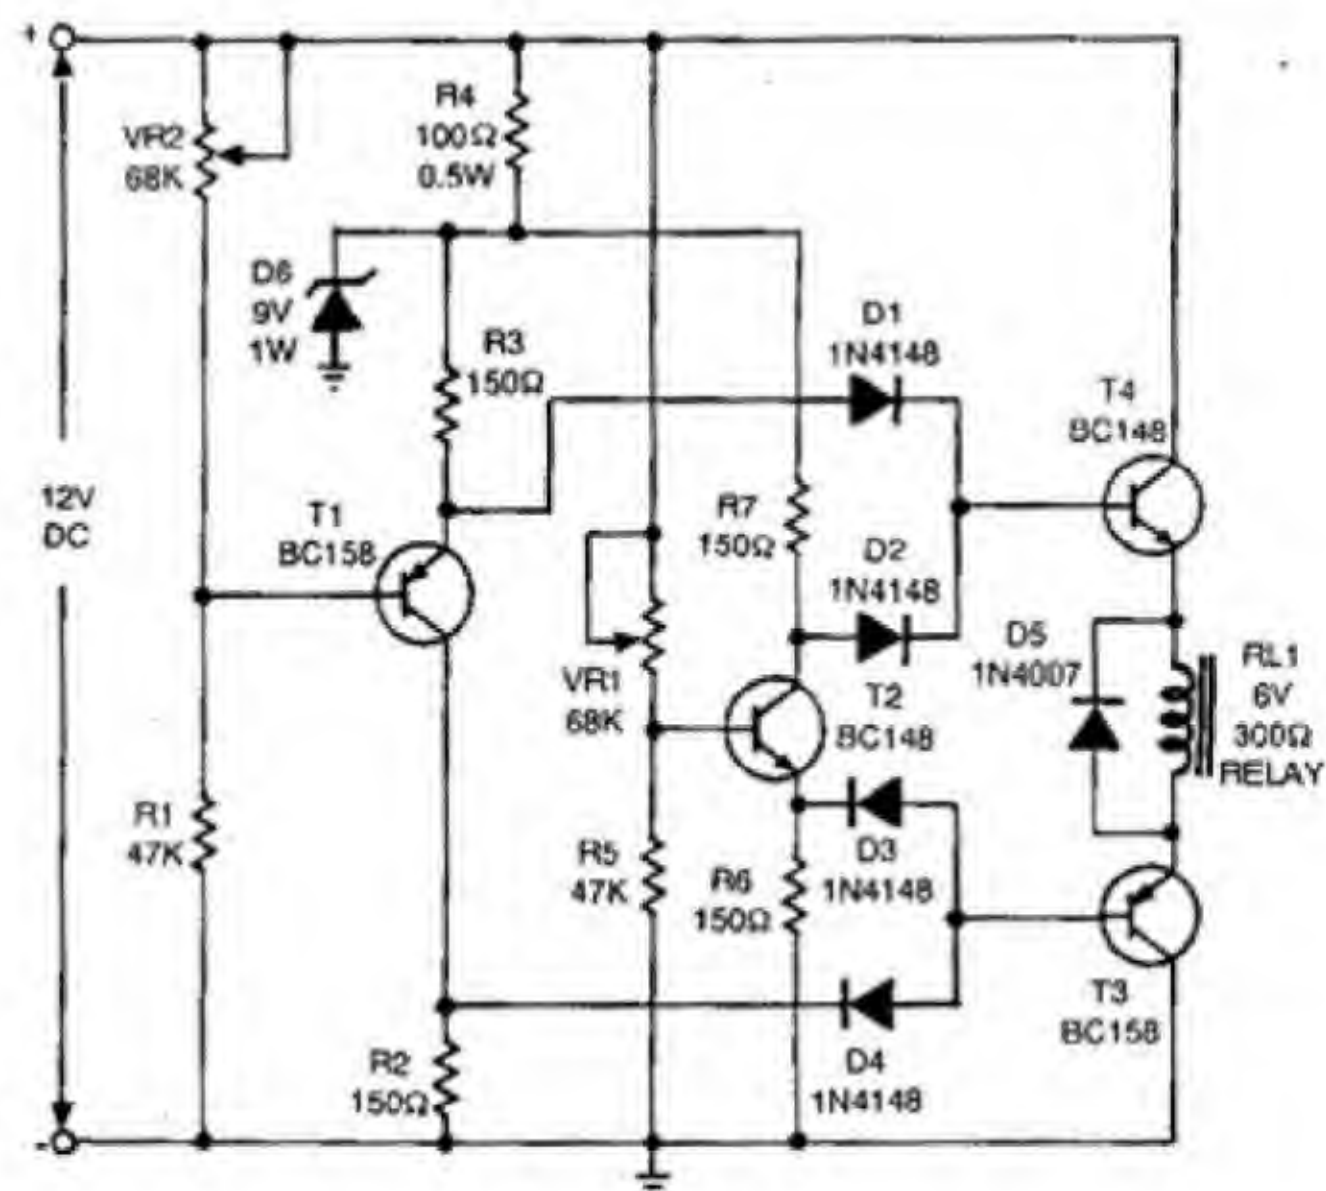 +
VR2
68K
R4
100Ω
0.5W
D6
9V
1W
R3
150Ω
D1
1N4148
T4
BC148
12V
DC
T1
BC158
R7
150Ω
D2
1N4148
D5
1N4007
RL1
6V
300Ω
RELAY
VR1
68K
T2
BC148
R1
47K
R5
47K
R6
150Ω
D3
1N4148
T3
BC158
R2
150Ω
D4
1N4148
-